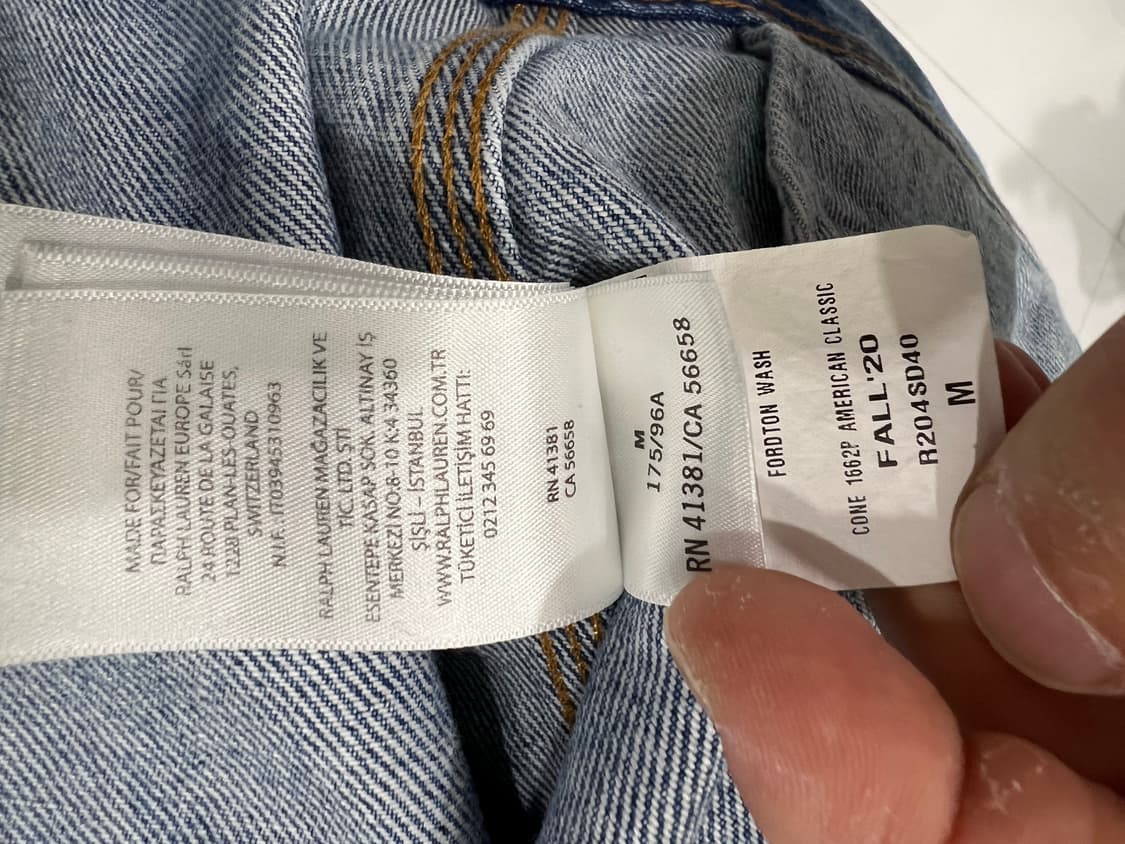 MADE FOR/FAIT POUR/
ΠΑΡΑΣΚΕΥΑΖΕΤΑΙ ΓΙΑ
RALPH LAUREN EUROPE Sàrl
24 ROUTE DE LA GALAISE
1228 PLAN-LES-OUATES,
SWITZERLAND
N.I.F.: IT03945310963
RALPH LAUREN MAGAZACILIK VE
TIC.LTD.ŞTİ
ESENTEPE KASAP SOK. ALTINAY İŞ
MERKEZİ NO:8-10 K:4 34360
ŞİŞLİ – İSTANBUL
WWW.RALPHLAUREN.COM.TR
TÜKETİCİ İLETİŞİM HATTI:
0212 345 69 69
RN 41381
CA 56658
M
175/96A
RN 41381/CA 56658
FORDTON WASH
CONE 1662P AMERICAN CLASSIC
FALL'20
R204SD40
M